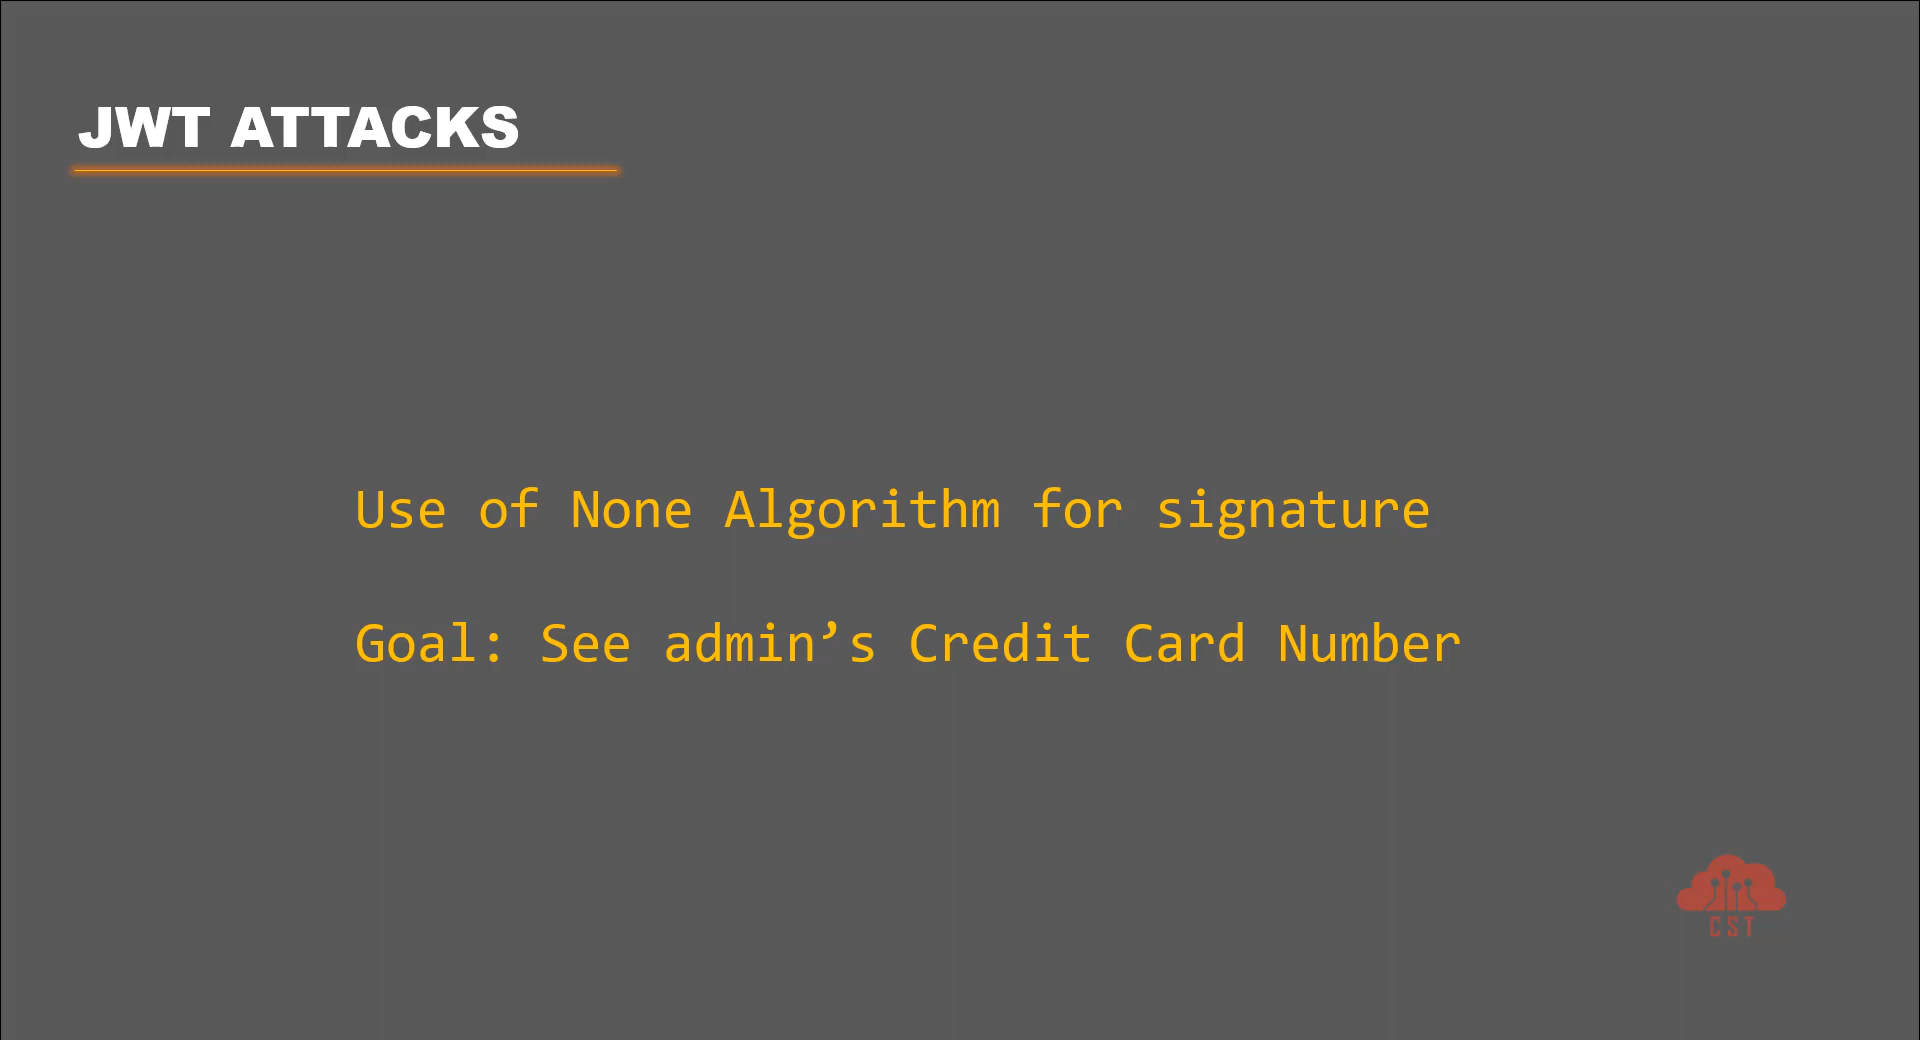 JWT ATTACKS
Use of None Algorithm for signature
Goal: See admin’s Credit Card Number
CST